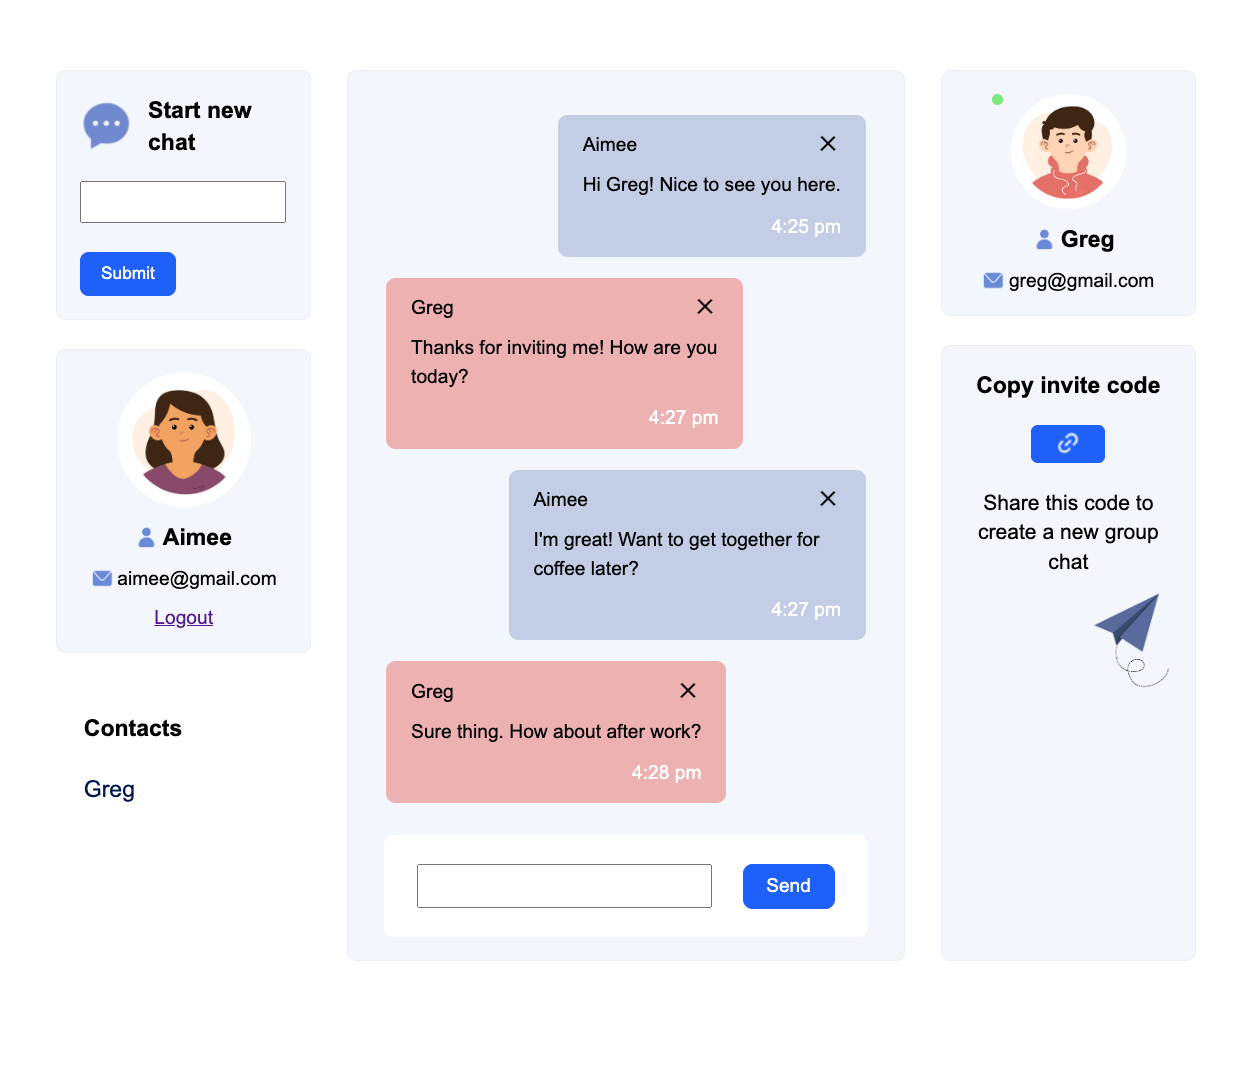 Start new
chat
Submit
Aimee
aimee@gmail.com
Logout
Contacts
Greg
Aimee
Hi Greg! Nice to see you here.
4:25 pm
Greg
Thanks for inviting me! How are you
today?
4:27 pm
Aimee
I'm great! Want to get together for
coffee later?
4:27 pm
Greg
Sure thing. How about after work?
4:28 pm
Send
Greg
greg@gmail.com
Copy invite code
Share this code to
create a new group
chat